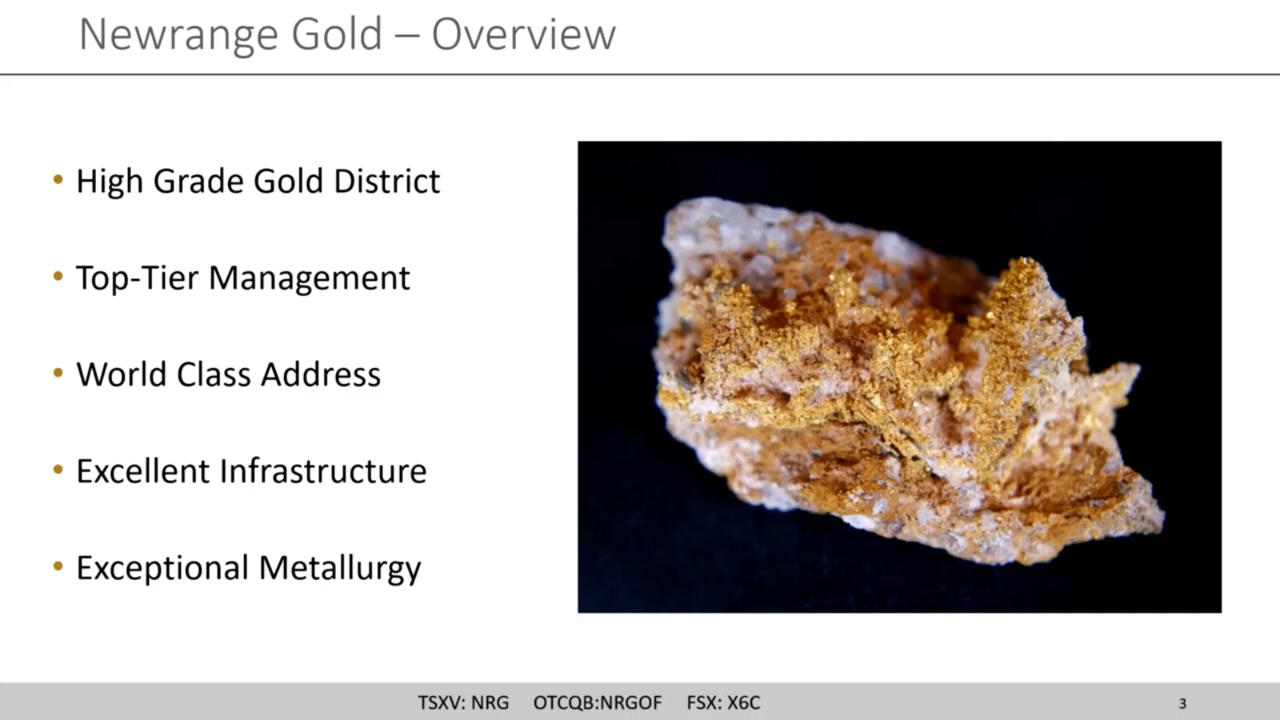 Newrange Gold – Overview
• High Grade Gold District
• Top-Tier Management
• World Class Address
• Excellent Infrastructure
• Exceptional Metallurgy
TSXV: NRG OTCQB:NRGOF FSX: X6C 3